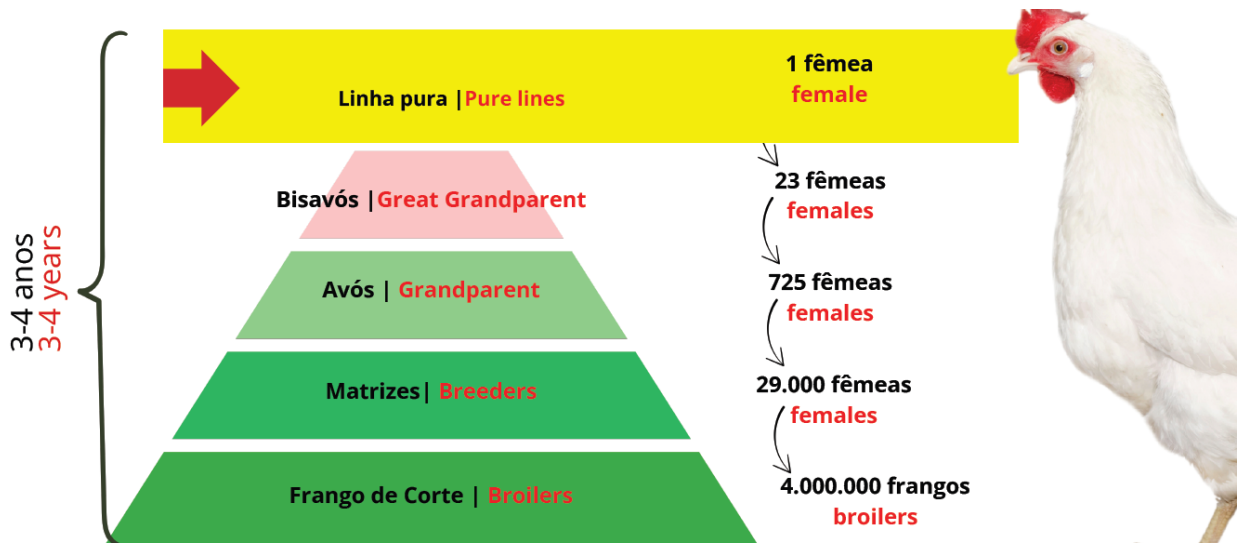 3-4 anos
3-4 years
Linha pura |Pure lines
1 fêmea
female
Bisavós |Great Grandparent
23 fêmeas
females
Avós | Grandparent
725 fêmeas
females
Matrizes| Breeders
29.000 fêmeas
females
Frango de Corte | Broilers
4.000.000 frangos
broilers